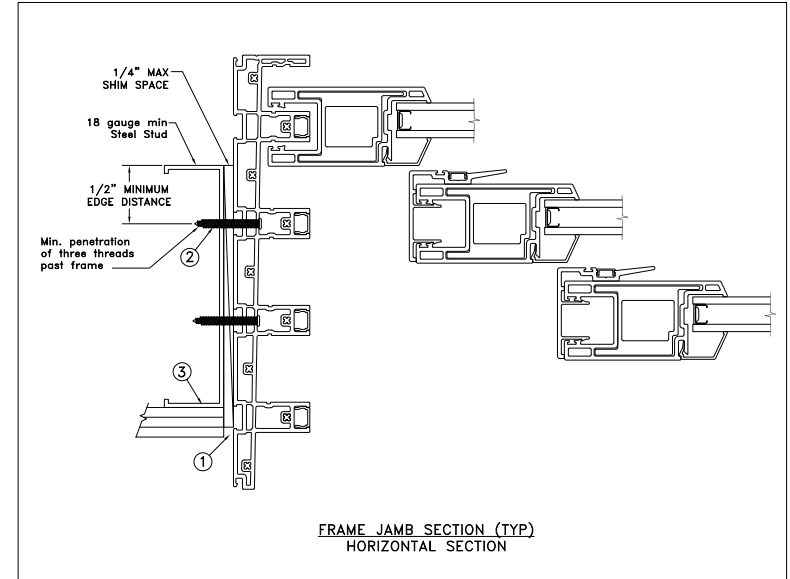 1/4" MAX
SHIM SPACE
18 gauge min
Steel Stud
1/2" MINIMUM
EDGE DISTANCE
Min. penetration
of three threads
past frame
2
3
1
FRAME JAMB SECTION (TYP)
HORIZONTAL SECTION